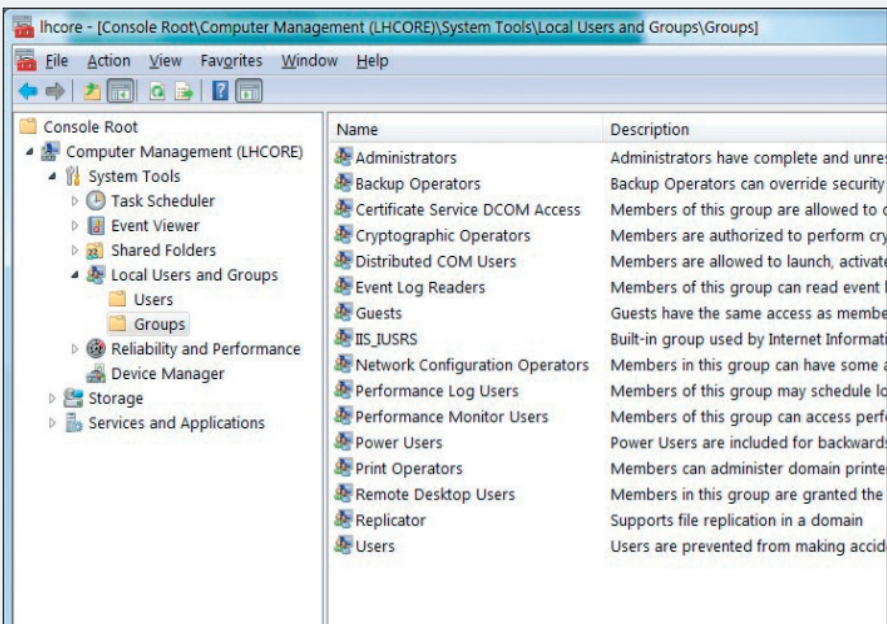 lhcore - [Console Root\Computer Management (LHCORE)\System Tools\Local Users and Groups\Groups]
File Action View Favorites Window Help
Console Root
Computer Management (LHCORE)
System Tools
Task Scheduler
Event Viewer
Shared Folders
Local Users and Groups
Users
Groups
Reliability and Performance
Device Manager
Storage
Services and Applications
Name Description
Administrators Administrators have complete and
Backup Operators Backup Operators can override security
Certificate Service DCOM Access Members of this group are allowed to
Cryptographic Operators Members are authorized to perform
Distributed COM Users Members are allowed to launch,
Event Log Readers Members of this group can read event
Guests Guests have the same access as
IIS_IUSRS Built-in group used by Internet
Network Configuration Operators Members in this group can have some
Performance Log Users Members of this group may schedule
Performance Monitor Users Members of this group can access
Power Users Power Users are included for backwards
Print Operators Members can administer domain
Remote Desktop Users Members in this group are granted the
Replicator Supports file replication in a domain
Users Users are prevented from making